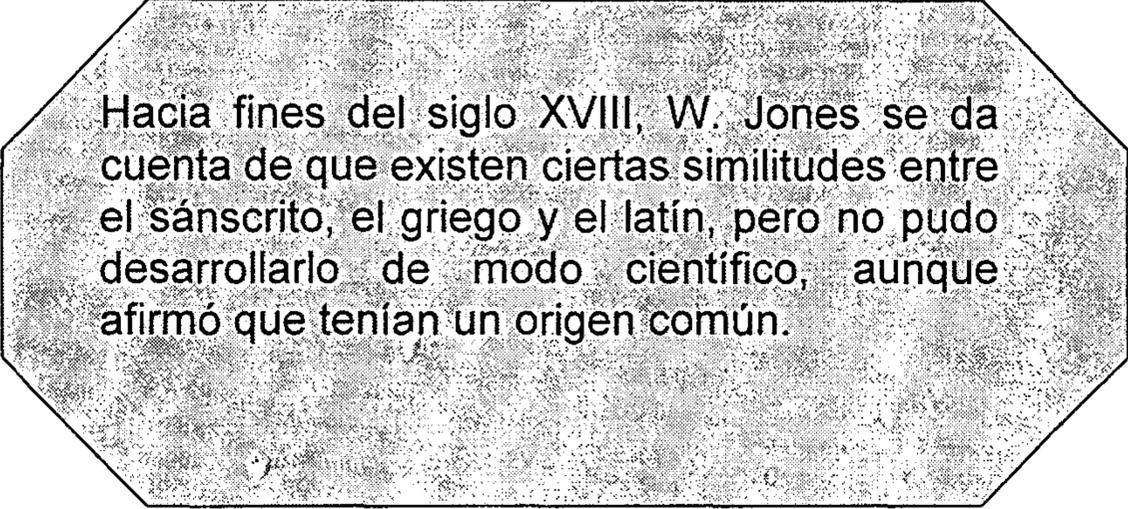 Hacia fines del siglo XVIII, W. Jones se da
cuenta de que existen ciertas similitudes entre
el sánscrito, el griego y el latín, pero no pudo
desarrollarlo de modo científico, aunque
afirmó que tenían un origen común.